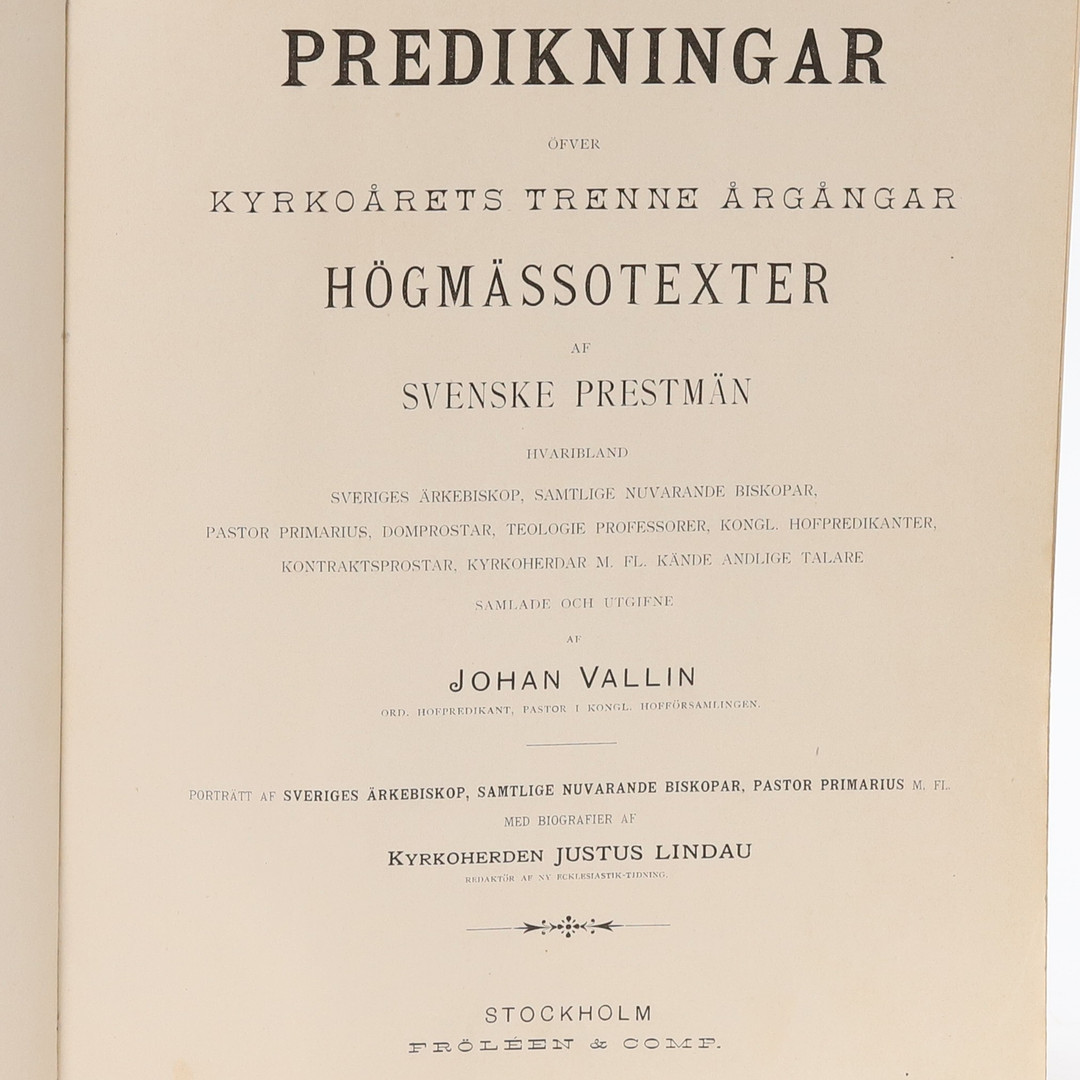 PREDIKNINGAR
ÖFVER
KYRKOÅRETS TRENNE ÅRGÅNGAR
HÖGMÄSSOTEXTER
AF
SVENSKE PRESTMÄN
HVARIBLAND
SVERIGES ÄRKEBISKOP, SAMTLIGE NUVARANDE BISKOPAR,
PASTOR PRIMARIUS, DOMPROSTAR, TEOLOGIE PROFESSORER, KONGL. HOFPREDIKANTER,
KONTRAKTSPROSTAR, KYRKOHERDAR M. FL. KÄNDE ANDLIGE TALARE
SAMLADE OCH UTGIFNE
AF
JOHAN VALLIN
ORD. HOFPREDIKANT, PASTOR I KONGL. HOFFÖRSAMLINGEN.
PORTRÄTT AF SVERIGES ÄRKEBISKOP, SAMTLIGE NUVARANDE BISKOPAR, PASTOR PRIMARIUS M. FL.
MED BIOGRAFIER AF
KYRKOHERDEN JUSTUS LINDAU
REDAKTÖR AF NY ECKLESIASTIK-TIDNING.
STOCKHOLM
FRÖLÉEN & COMP.